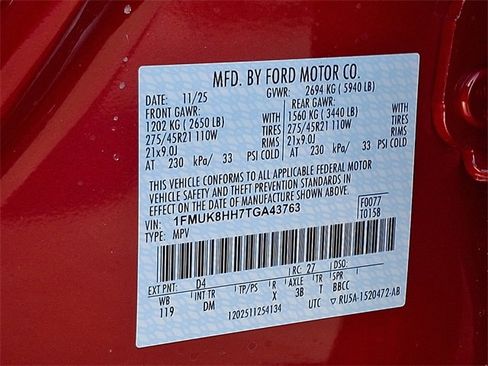 MFD. BY FORD MOTOR CO.
DATE: 11/25 GVWR: 2694 KG ( 5940 LB)
FRONT GAWR: REAR GAWR:
1202 KG ( 2650 LB) WITH 1560 KG ( 3440 LB) WITH
275/45R21 110W TIRES 275/45R21 110W TIRES
21x9.0J RIMS 21x9.0J RIMS
AT 230 kPa/ 33 PSI COLD AT 230 kPa/ 33 PSI COLD
THIS VEHICLE CONFORMS TO ALL APPLICABLE FEDERAL MOTOR
VEHICLE SAFETY AND THEFT PREVENTION STANDARDS IN
EFFECT ON THE DATE OF MANUFACTURE SHOWN ABOVE.
VIN: 1FMUK8HH7TGA43763 F0077
TYPE: MPV T0158
EXT PNT: D4 RC: 27 DSO:
WB INT TR TP/PS R AXLE TR SPR
119 DM X 3B T BBCC
1202511254134 UTC ▽ RU5A-1520472-AB